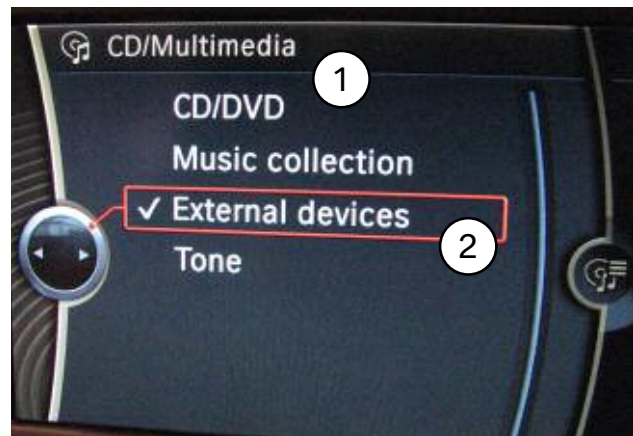 CD/Multimedia
1
CD/DVD
Music collection
✓ External devices
2
Tone